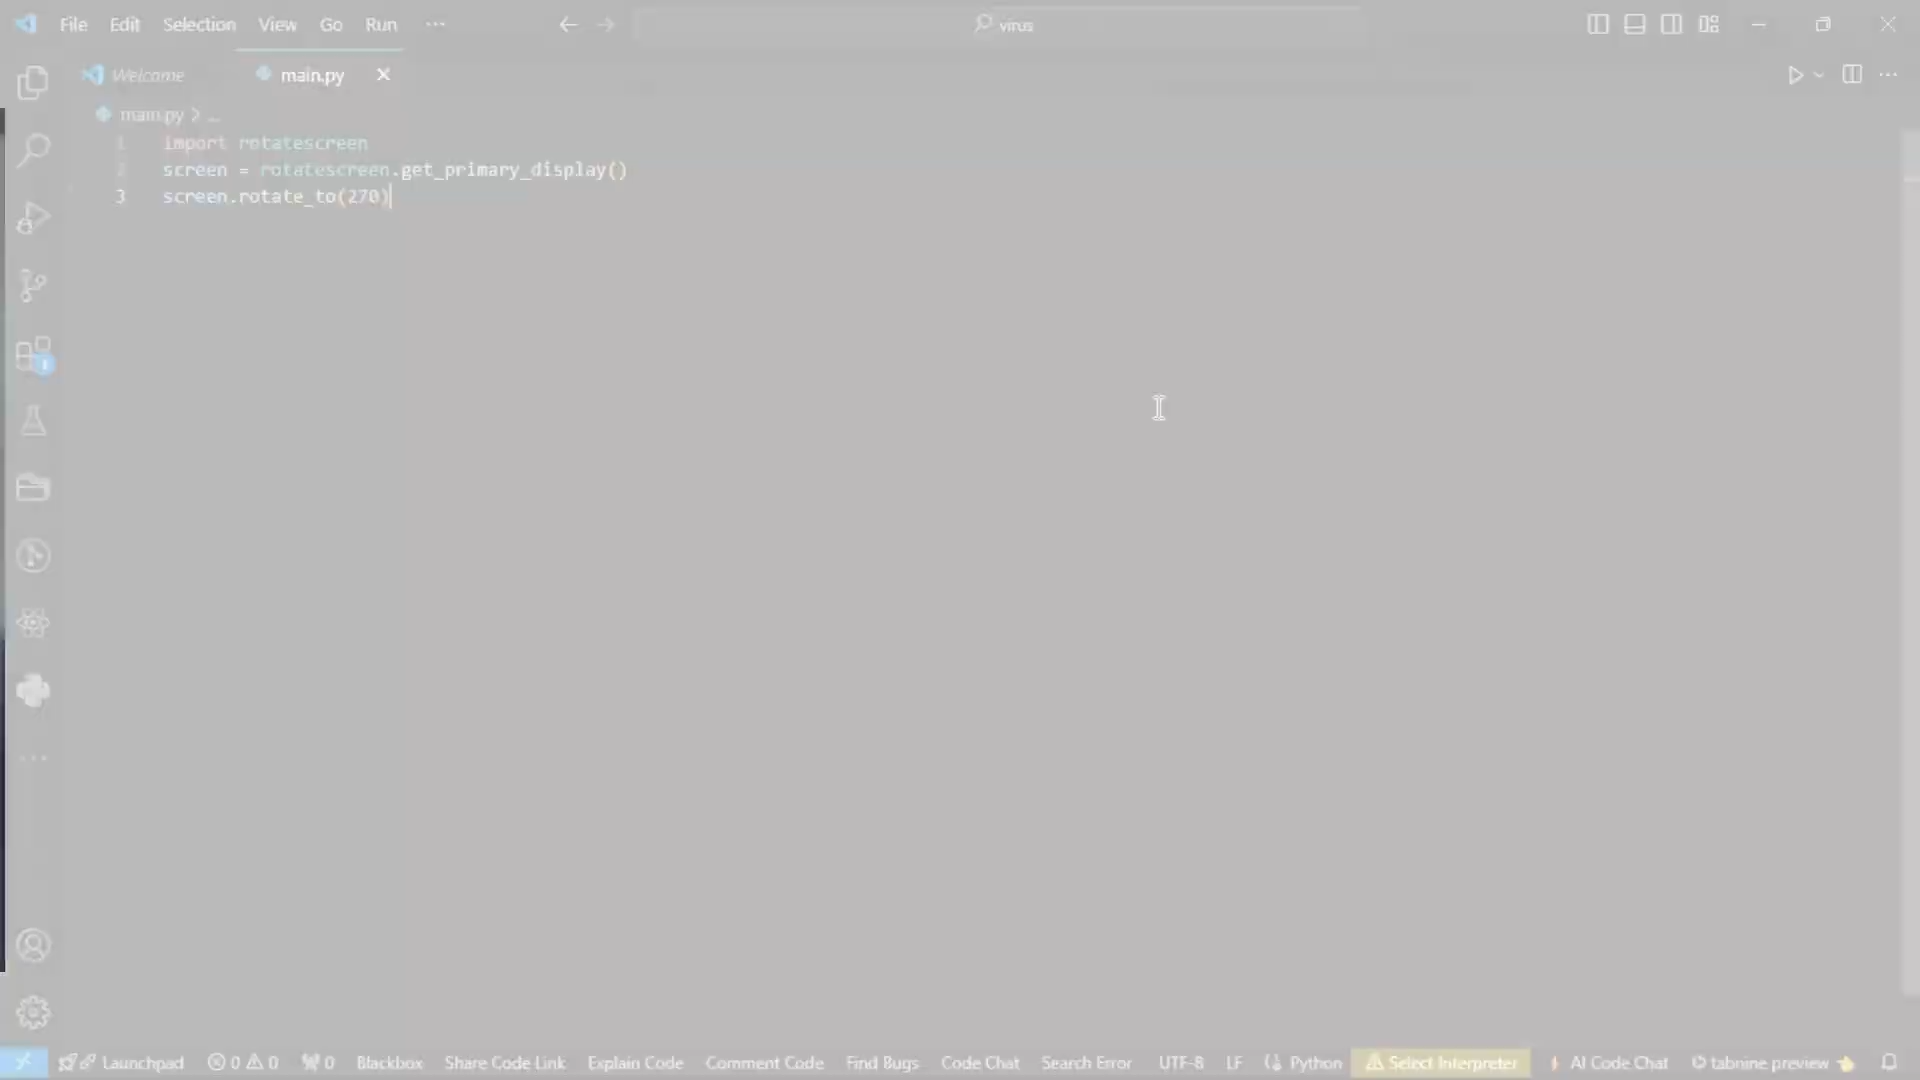 File Edit Selection View Go Run ...
virus
Welcome
main.py
main.py > ...
1 import rotatescreen
2 screen = rotatescreen.get_primary_display()
3 screen.rotate_to(270)
1
Launchpad 0 0 0 Blackbox Share Code Link Explain Code Comment Code Find Bugs Code Chat Search Error UTF-8 LF Python Select Interpreter AI Code Chat tabnine preview